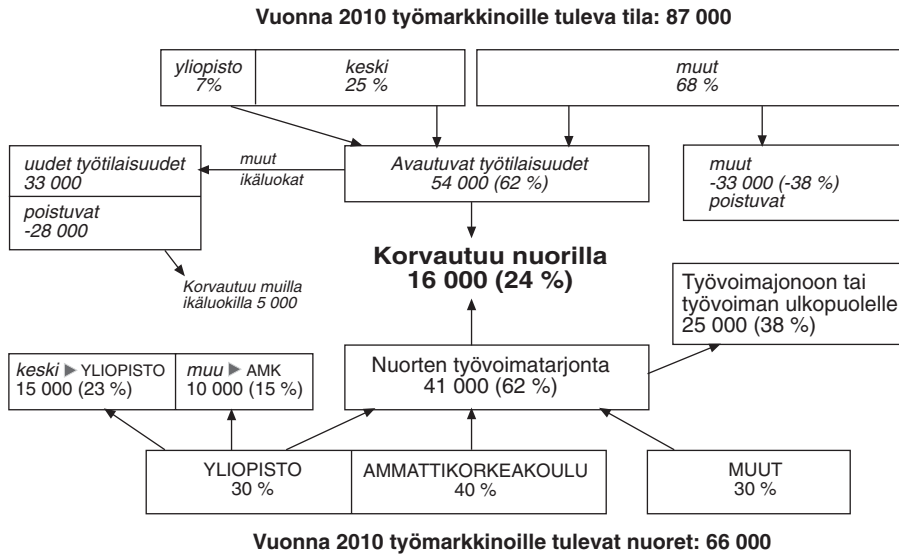 Vuonna 2010 työmarkkinoille tuleva tila: 87 000
yliopisto
7%
keski
25 %
muut
68 %
uudet työtilaisuudet
33 000
muut
ikäluokat
Avautuvat työtilaisuudet
54 000 (62 %)
muut
-33 000 (-38 %)
poistuvat
poistuvat
-28 000
Korvautuu muilla
ikäluokilla 5 000
Korvautuu nuorilla
16 000 (24 %)
Työvoimajonoon tai
työvoiman ulkopuolelle
25 000 (38 %)
keski ▶ YLIOPISTO
15 000 (23 %)
muu ▶ AMK
10 000 (15 %)
Nuorten työvoimatarjonta
41 000 (62 %)
YLIOPISTO
30 %
AMMATTIKORKEAKOULU
40 %
MUUT
30 %
Vuonna 2010 työmarkkinoille tulevat nuoret: 66 000